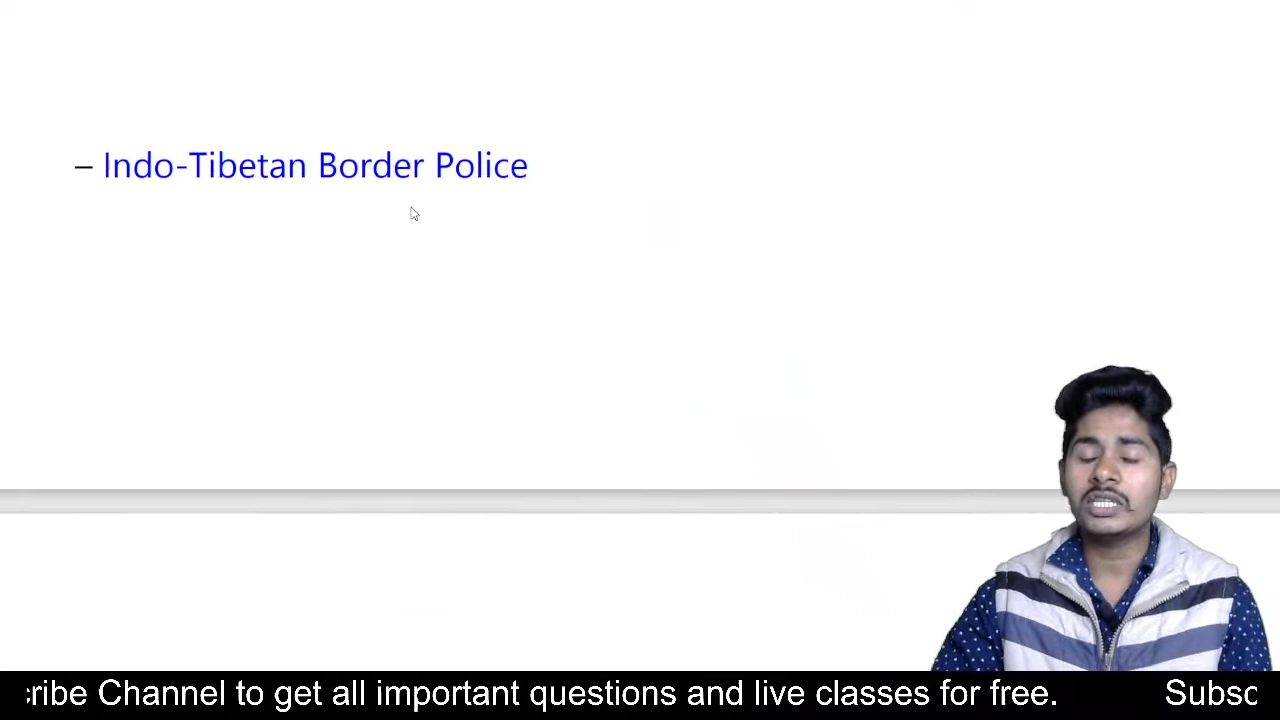 – Indo-Tibetan Border Police
ribe Channel to get all important questions and live classes for free. Subsc